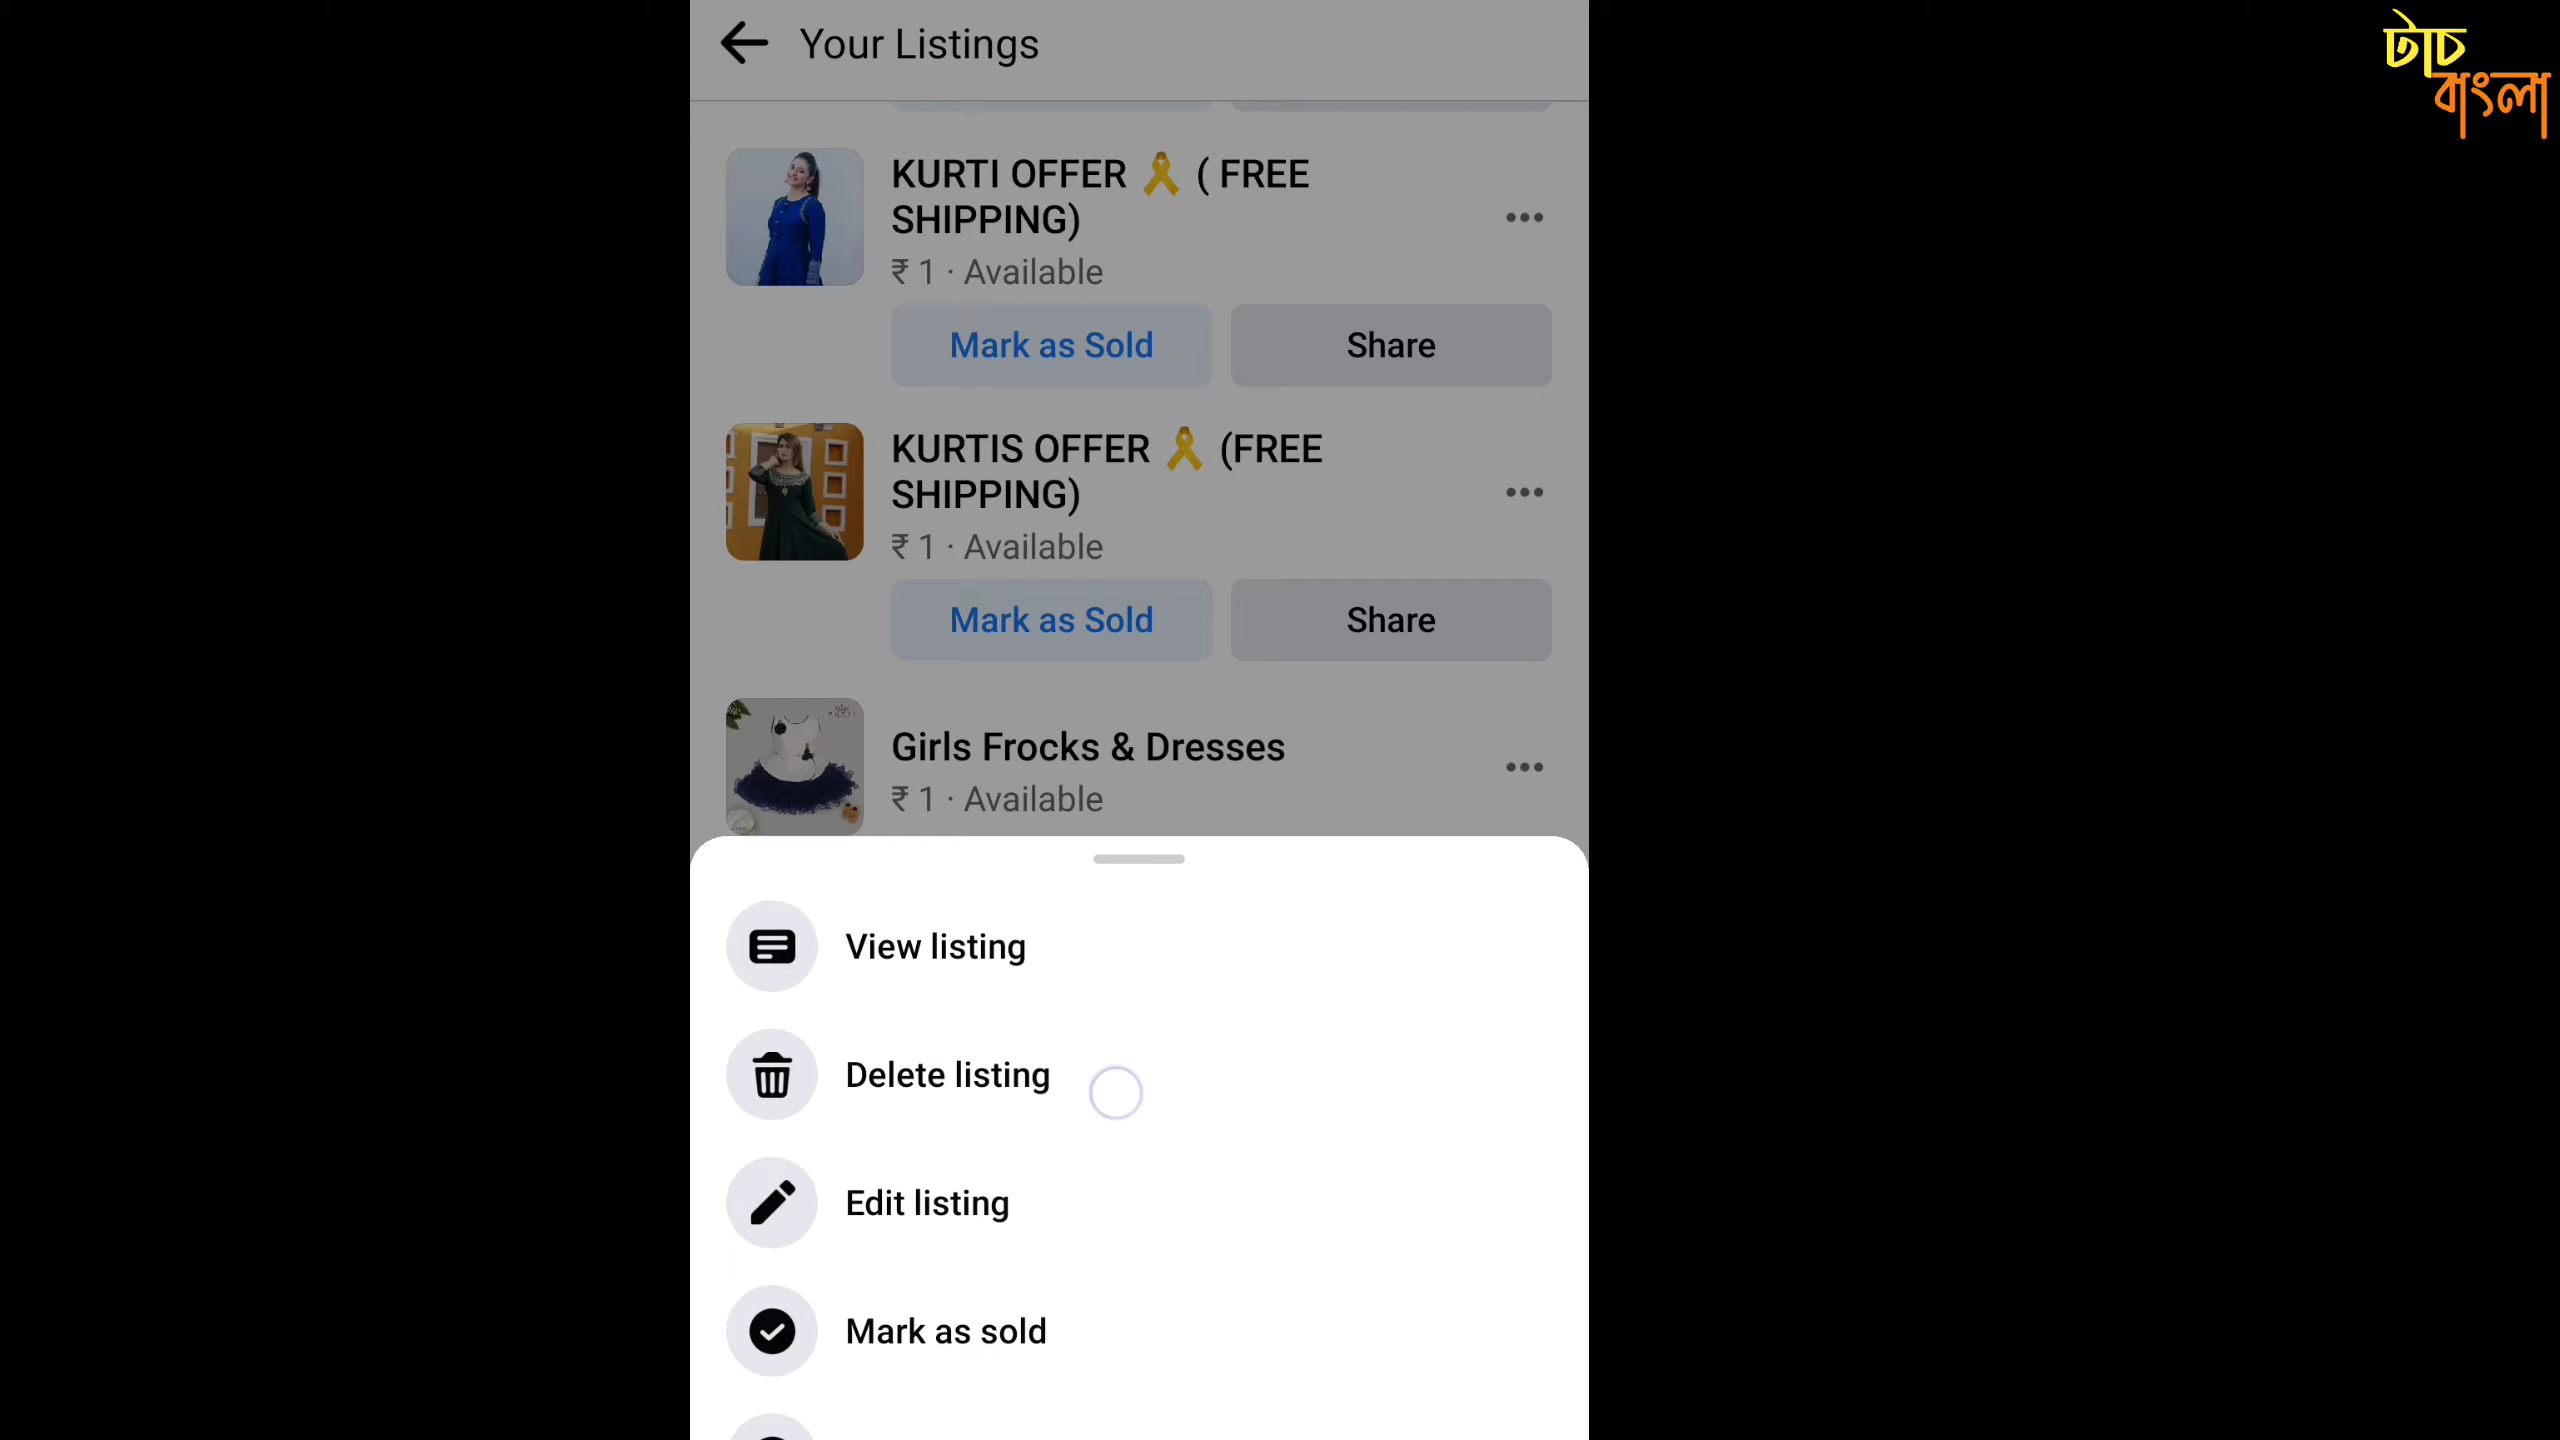 Your Listings
টাচ
বাংলা
KURTI OFFER 🎗 ( FREE
SHIPPING)
₹ 1 · Available
Mark as Sold
Share
KURTIS OFFER 🎗 (FREE
SHIPPING)
₹ 1 · Available
Mark as Sold
Share
Girls Frocks & Dresses
₹ 1 · Available
View listing
Delete listing
Edit listing
Mark as sold